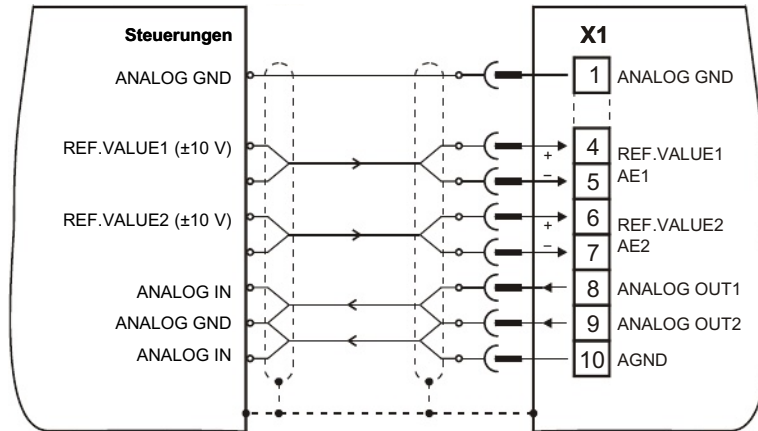 Steuerungen
X1
ANALOG GND
1 ANALOG GND
REF.VALUE1 (±10 V)
+ 4 REF.VALUE1
− 5 AE1
REF.VALUE2 (±10 V)
+ 6 REF.VALUE2
− 7 AE2
ANALOG IN
8 ANALOG OUT1
ANALOG GND
9 ANALOG OUT2
ANALOG IN
10 AGND